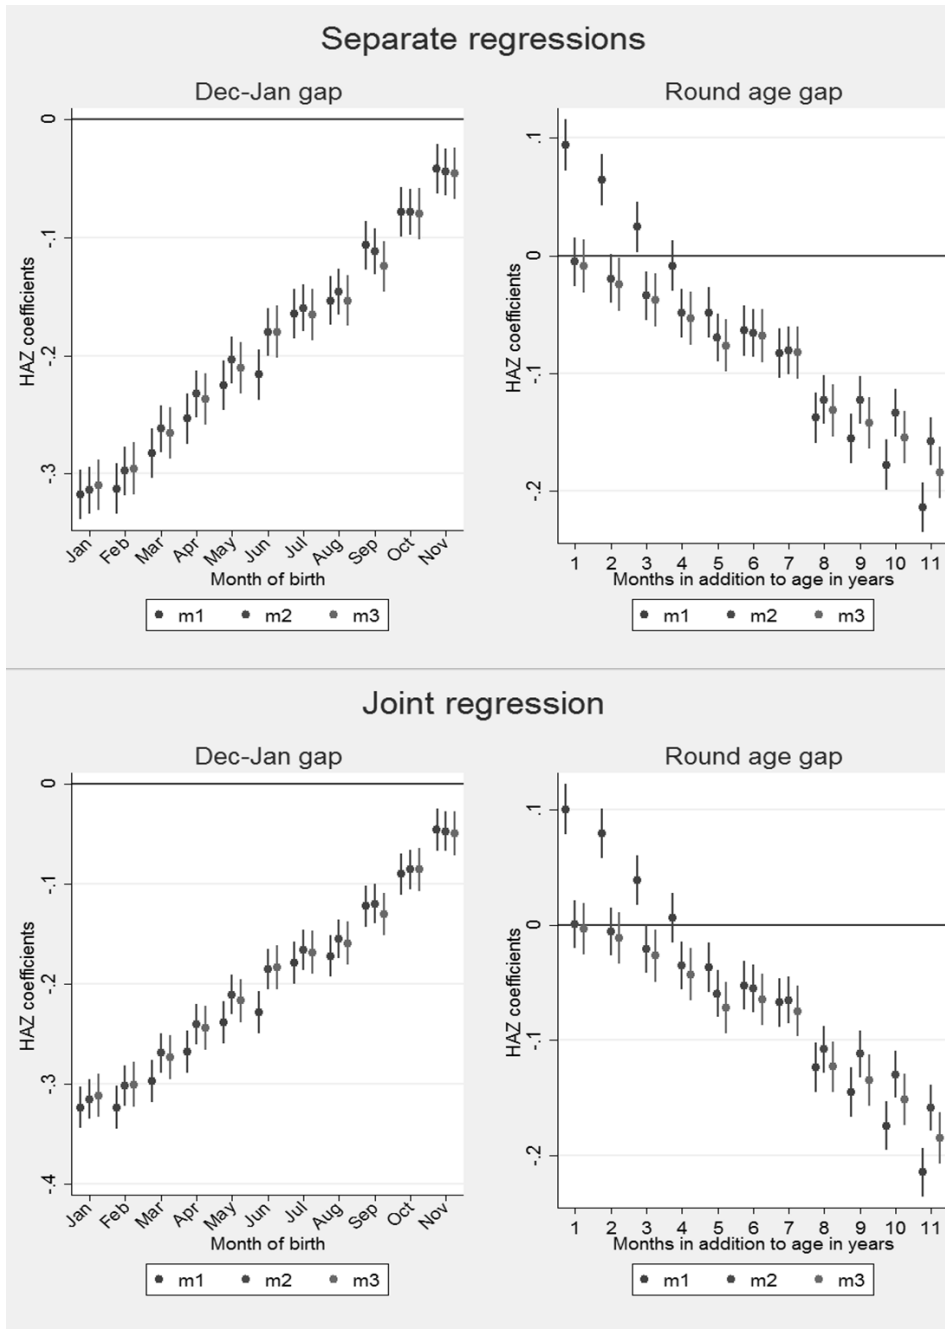 Separate regressions
Dec-Jan gap
HAZ coefficients
0
-.1
-.2
-.3
Jan Feb Mar Apr May Jun Jul Aug Sep Oct Nov
Month of birth
m1 m2 m3
Round age gap
HAZ coefficients
.1
0
-.1
-.2
1 2 3 4 5 6 7 8 9 10 11
Months in addition to age in years
m1 m2 m3
Joint regression
Dec-Jan gap
HAZ coefficients
0
-.1
-.2
-.3
-.4
Jan Feb Mar Apr May Jun Jul Aug Sep Oct Nov
Month of birth
m1 m2 m3
Round age gap
HAZ coefficients
.1
0
-.1
-.2
1 2 3 4 5 6 7 8 9 10 11
Months in addition to age in years
m1 m2 m3